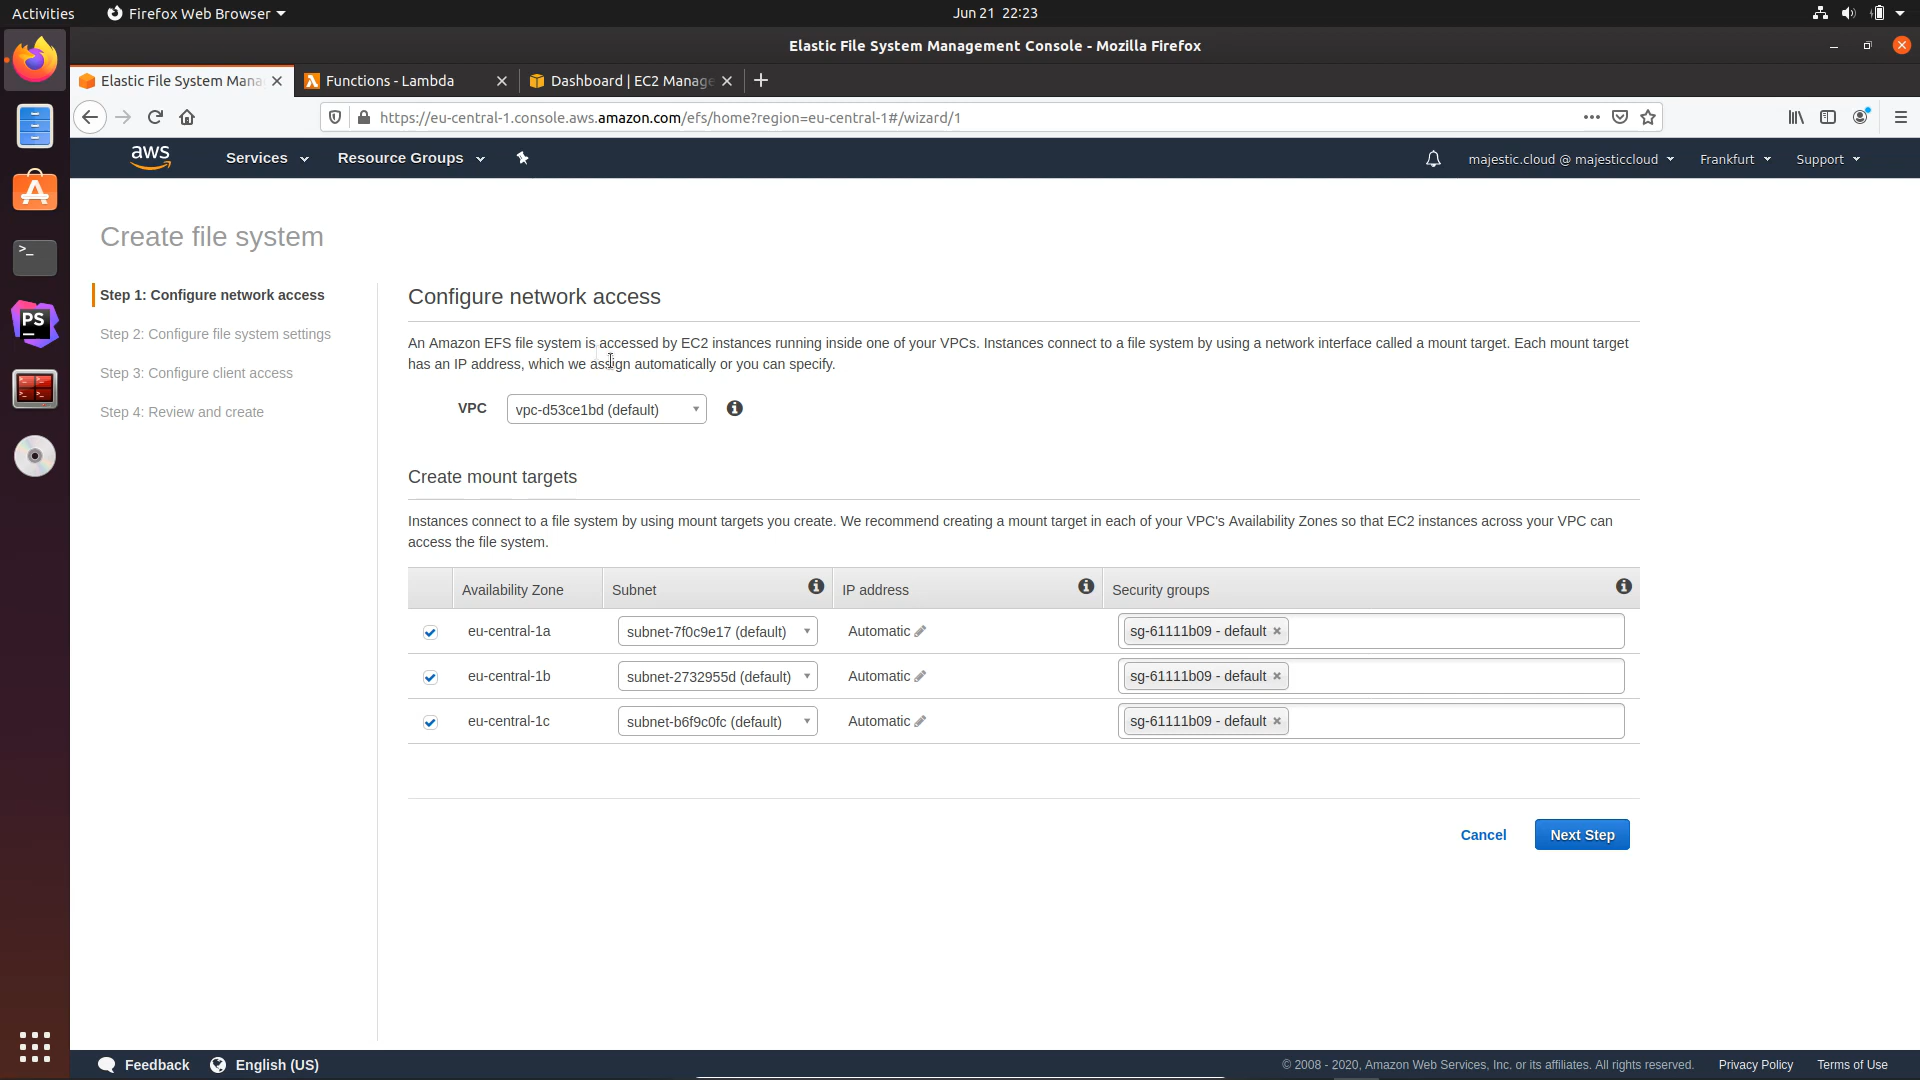 Activities
Firefox Web Browser
Jun 21 22:23
Elastic File System Management Console - Mozilla Firefox
Elastic File System Mana
Functions - Lambda
Dashboard | EC2 Manage
https://eu-central-1.console.aws.amazon.com/efs/home?region=eu-central-1#/wizard/1
aws
Services
Resource Groups
majestic.cloud @ majesticcloud
Frankfurt
Support
Create file system
Step 1: Configure network access
Step 2: Configure file system settings
Step 3: Configure client access
Step 4: Review and create
Configure network access
An Amazon EFS file system is accessed by EC2 instances running inside one of your VPCs. Instances connect to a file system by using a network interface called a mount target. Each mount target
has an IP address, which we assign automatically or you can specify.
VPC
vpc-d53ce1bd (default)
Create mount targets
Instances connect to a file system by using mount targets you create. We recommend creating a mount target in each of your VPC's Availability Zones so that EC2 instances across your VPC can
access the file system.
Availability Zone
Subnet
IP address
Security groups
eu-central-1a
subnet-7f0c9e17 (default)
Automatic
sg-61111b09 - default ×
eu-central-1b
subnet-2732955d (default)
Automatic
sg-61111b09 - default ×
eu-central-1c
subnet-b6f9c0fc (default)
Automatic
sg-61111b09 - default ×
Cancel
Next Step
PS
Feedback
English (US)
© 2008 - 2020, Amazon Web Services, Inc. or its affiliates. All rights reserved.
Privacy Policy
Terms of Use